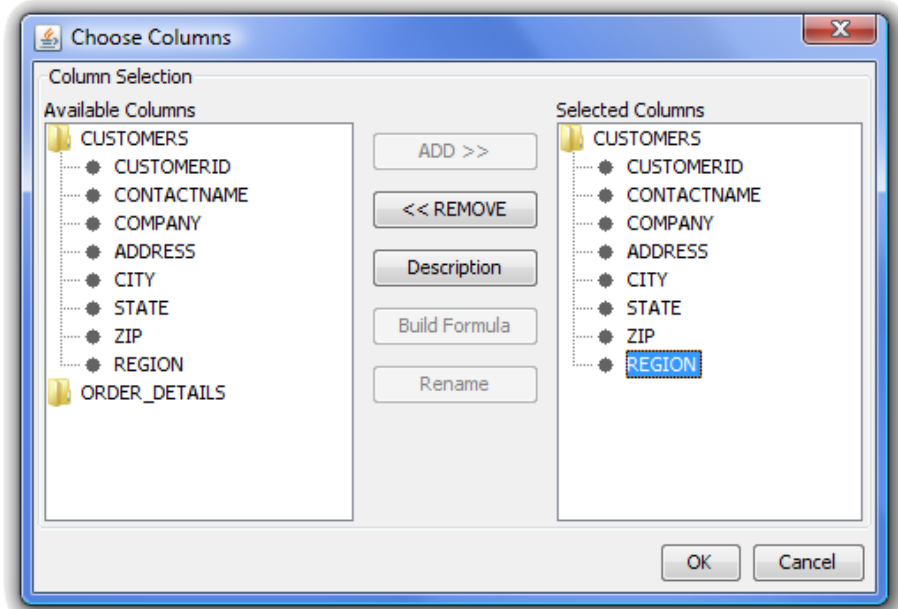 Choose Columns
Column Selection
Available Columns
CUSTOMERS
CUSTOMERID
CONTACTNAME
COMPANY
ADDRESS
CITY
STATE
ZIP
REGION
ORDER_DETAILS
ADD >>
<< REMOVE
Description
Build Formula
Rename
Selected Columns
CUSTOMERS
CUSTOMERID
CONTACTNAME
COMPANY
ADDRESS
CITY
STATE
ZIP
REGION
OK
Cancel